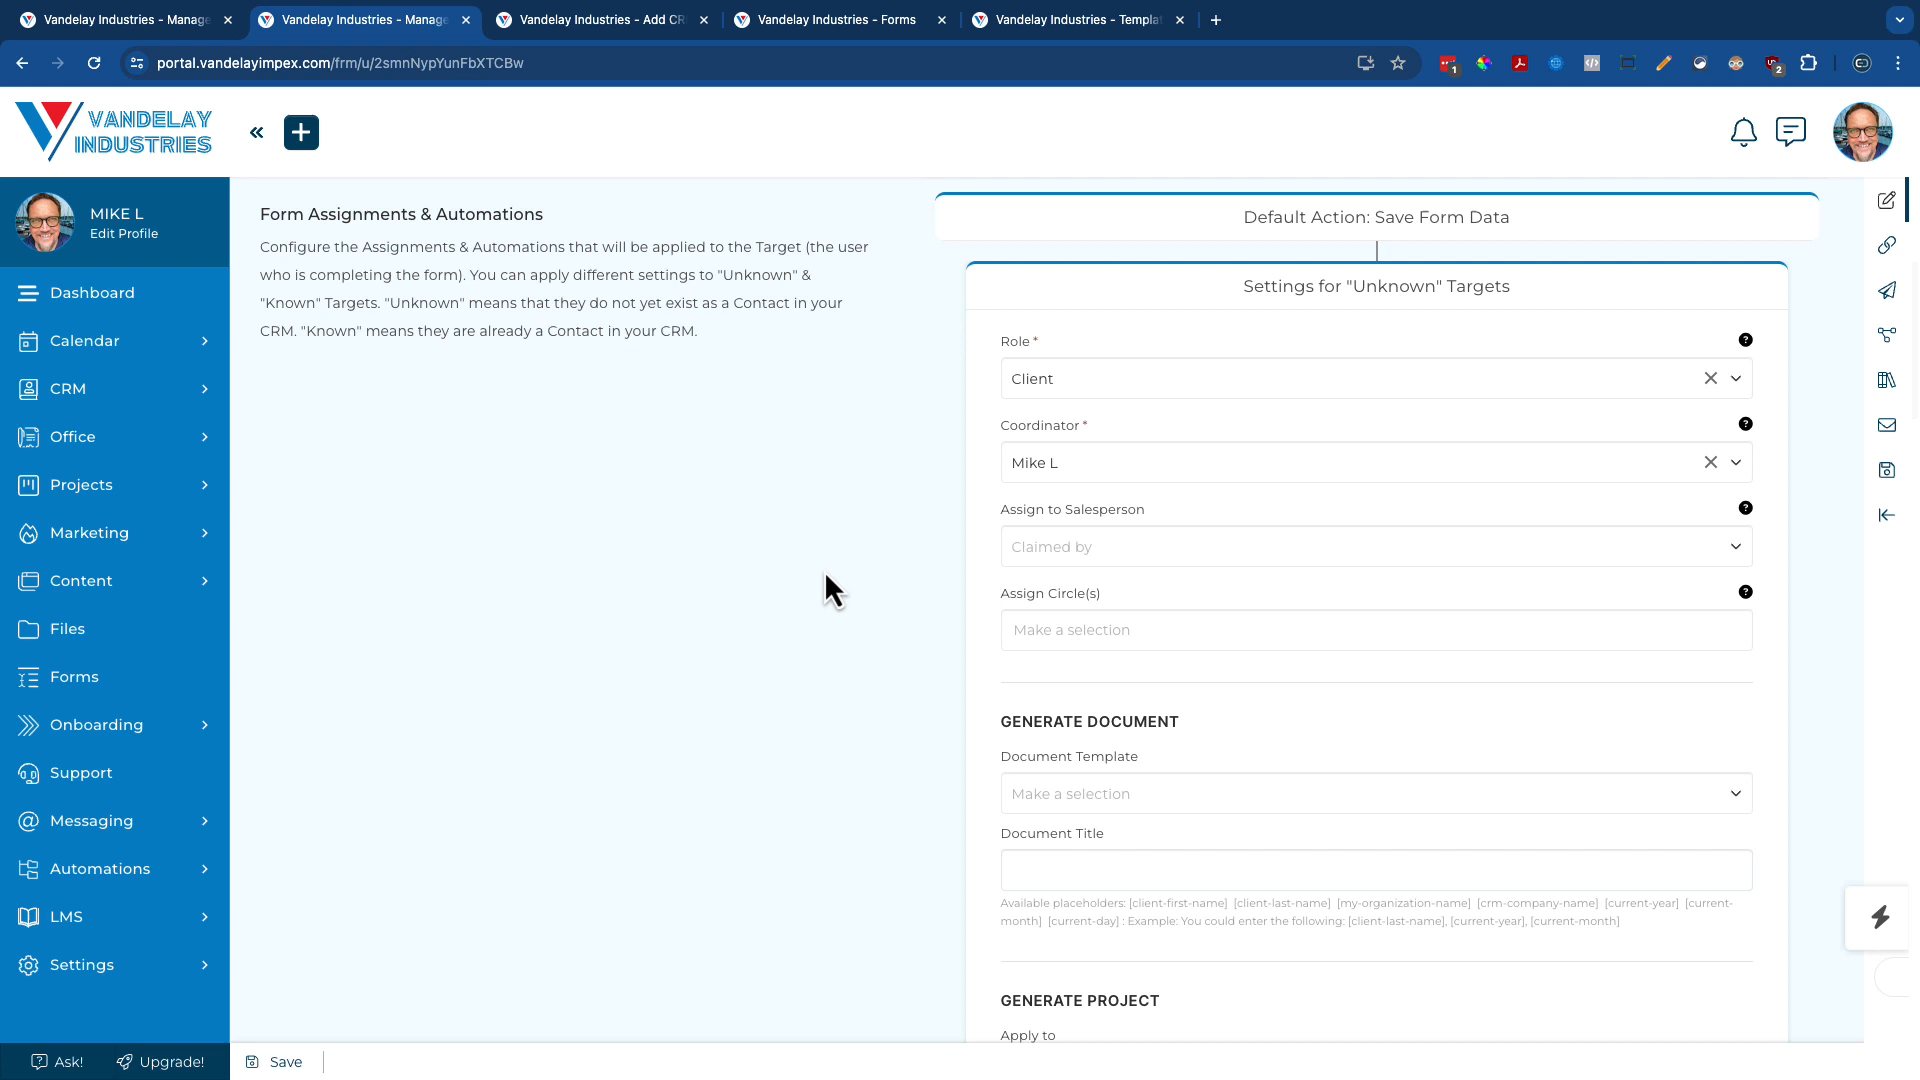 Vandelay Industries - Manage
Vandelay Industries - Manage
Vandelay Industries - Add CR
Vandelay Industries - Forms
Vandelay Industries - Templa
portal.vandelayimpex.com/frm/u/2smnNypYunFbXTCBw
1
2
VANDELAY
INDUSTRIES
MIKE L
Edit Profile
Dashboard
Calendar
CRM
Office
Projects
Marketing
Content
Files
Forms
Onboarding
Support
Messaging
Automations
LMS
Settings
Ask!
Upgrade!
Form Assignments & Automations
Configure the Assignments & Automations that will be applied to the Target (the user
who is completing the form). You can apply different settings to "Unknown" &
"Known" Targets. "Unknown" means that they do not yet exist as a Contact in your
CRM. "Known" means they are already a Contact in your CRM.
Default Action: Save Form Data
Settings for "Unknown" Targets
Role *
Client
Coordinator *
Mike L
Assign to Salesperson
Claimed by
Assign Circle(s)
Make a selection
GENERATE DOCUMENT
Document Template
Make a selection
Document Title
Available placeholders: [client-first-name] [client-last-name] [my-organization-name] [crm-company-name] [current-year] [current-
month] [current-day] : Example: You could enter the following: [client-last-name], [current-year], [current-month]
GENERATE PROJECT
Apply to
Save